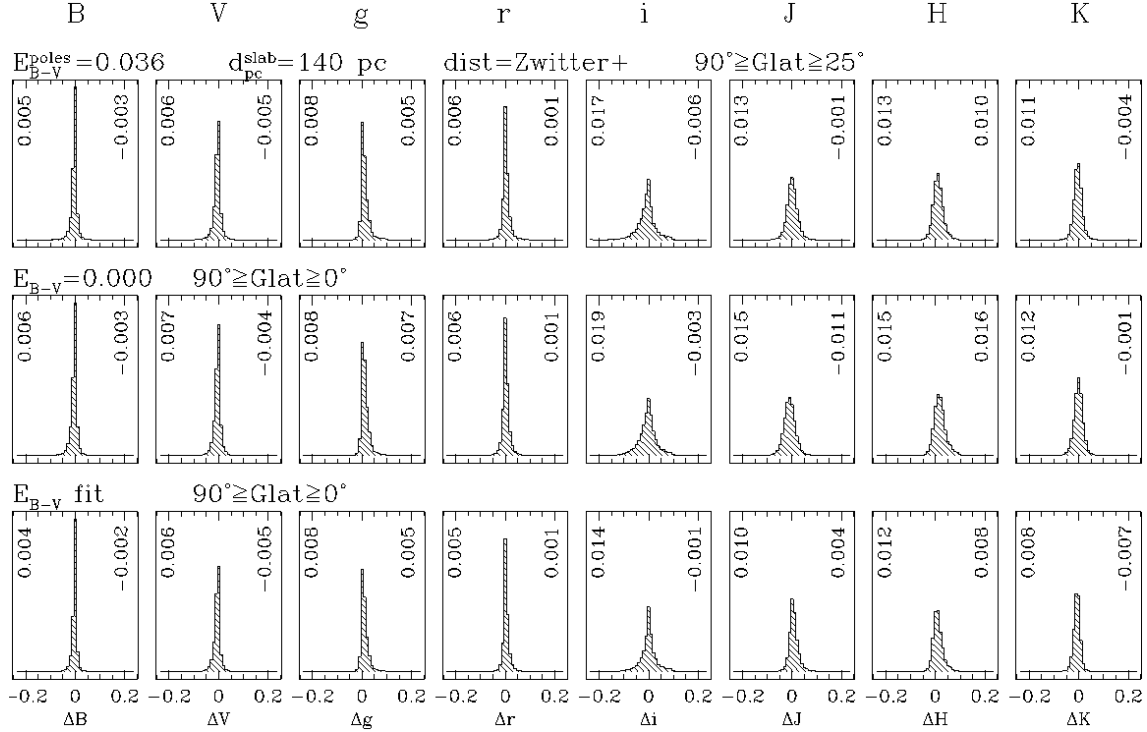 B V g r i J H K
E_{B−V}^{poles}=0.036 d_{pc}^{slab}=140 pc dist=Zwitter+ 90°≧Glat≧25°
0.005 −0.003 0.006 −0.005 0.008 0.005 0.006 0.001 0.017 −0.006 0.013 −0.001 0.013 0.010 0.011 −0.004
E_{B−V}=0.000 90°≧Glat≧0°
0.006 −0.003 0.007 −0.004 0.008 0.007 0.006 0.001 0.019 −0.003 0.015 −0.011 0.015 0.016 0.012 −0.001
E_{B−V} fit 90°≧Glat≧0°
0.004 −0.002 0.006 −0.005 0.008 0.005 0.005 0.001 0.014 −0.001 0.010 0.004 0.012 0.008 0.008 −0.007
−0.2 0 0.2 −0.2 0 0.2 −0.2 0 0.2 −0.2 0 0.2 −0.2 0 0.2 −0.2 0 0.2 −0.2 0 0.2 −0.2 0 0.2
ΔB ΔV Δg Δr Δi ΔJ ΔH ΔK